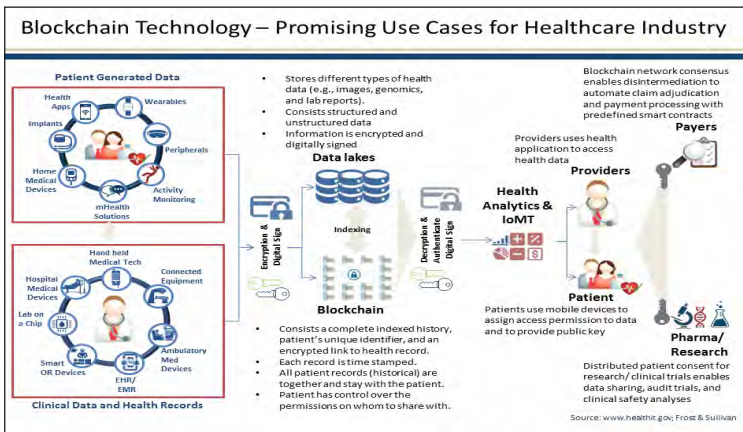 Blockchain Technology – Promising Use Cases for Healthcare Industry
Patient Generated Data
Health
Apps
Wearables
Implants
Peripherals
Home
Medical
Devices
Activity
Monitoring
mHealth
Solutions
Hand held
Medical Tech
Hospital
Medical
Devices
Connected
Equipment
Lab on
a Chip
Smart
OR Devices
Ambulatory
Med
Devices
EHR/
EMR
Clinical Data and Health Records
• Stores different types of health
data (e.g., images, genomics,
and lab reports).
• Consists structured and
unstructured data
• Information is encrypted and
digitally signed
Data lakes
Encryption &
Digital Sign
Indexing
Blockchain
• Consists a complete indexed history,
patient's unique identifier, and an
encrypted link to health record.
• Each record is time stamped.
• All patient records (historical) are
together and stay with the patient.
• Patient has control over the
permissions on whom to share with.
Decryption &
Authenticate
Digital Sign
Health
Analytics &
IoMT
Providers uses health
application to access
health data
Providers
Patient
Patients use mobile devices to
assign access permission to data
and to provide public key
Blockchain network consensus
enables disintermediation to
automate claim adjudication
and payment processing with
predefined smart contracts
Payers
Pharma/
Research
Distributed patient consent for
research/ clinical trials enables
data sharing, audit trials, and
clinical safety analyses
Source: www.healthit.gov; Frost & Sullivan